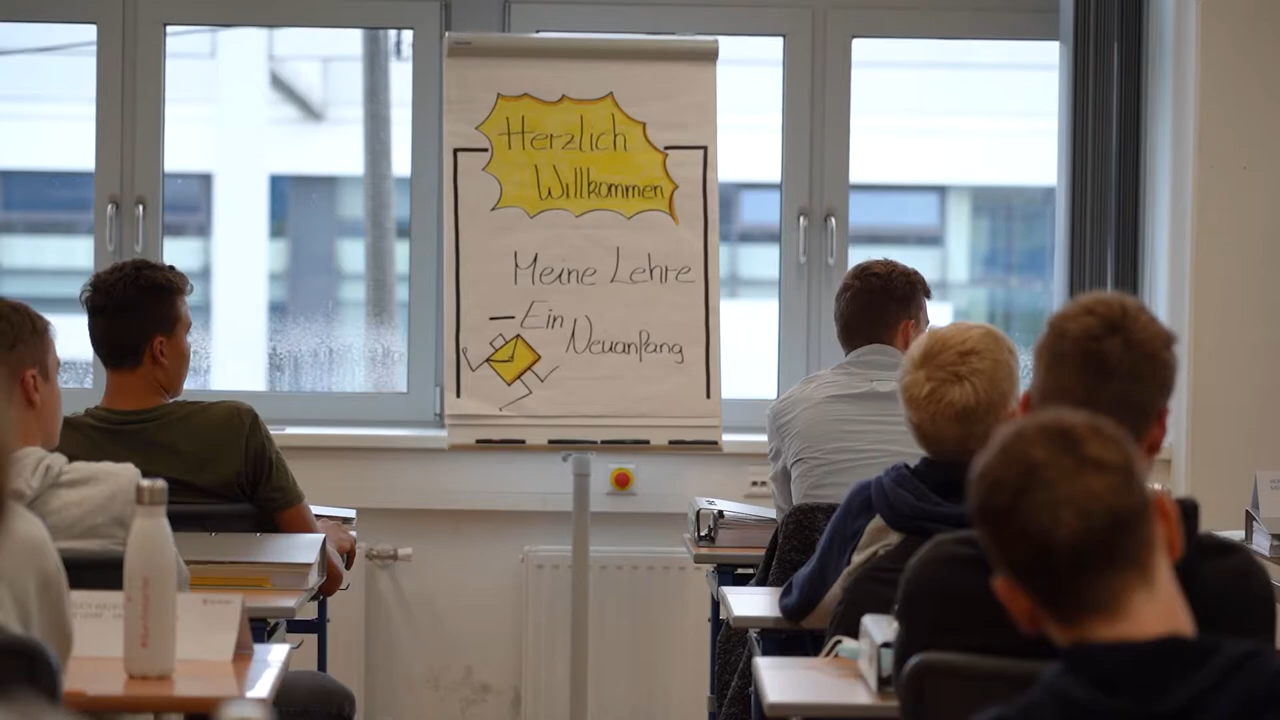 Herzlich
Willkommen
Meine Lehre
- Ein
Neuanfang